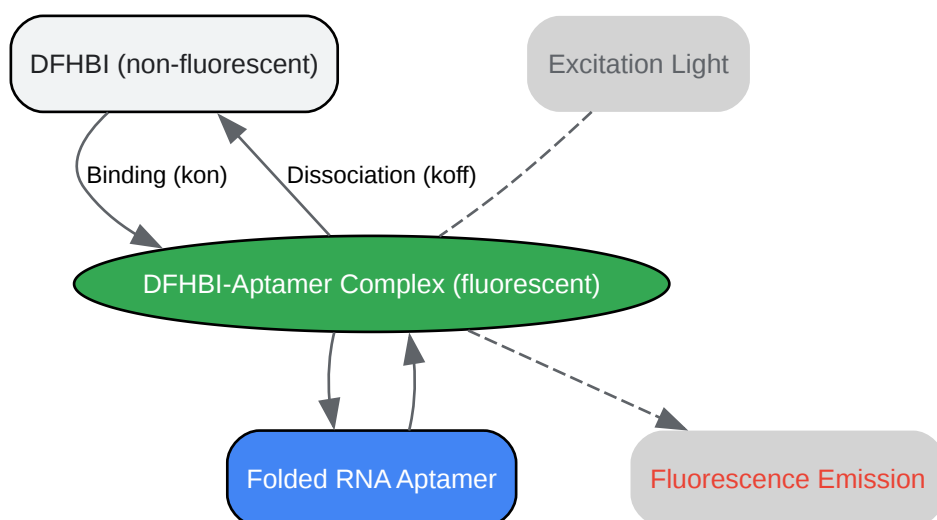 DFHBI (non-fluorescent)
Excitation Light
Binding (kon)
Dissociation (koff)
DFHBI-Aptamer Complex (fluorescent)
Folded RNA Aptamer
Fluorescence Emission